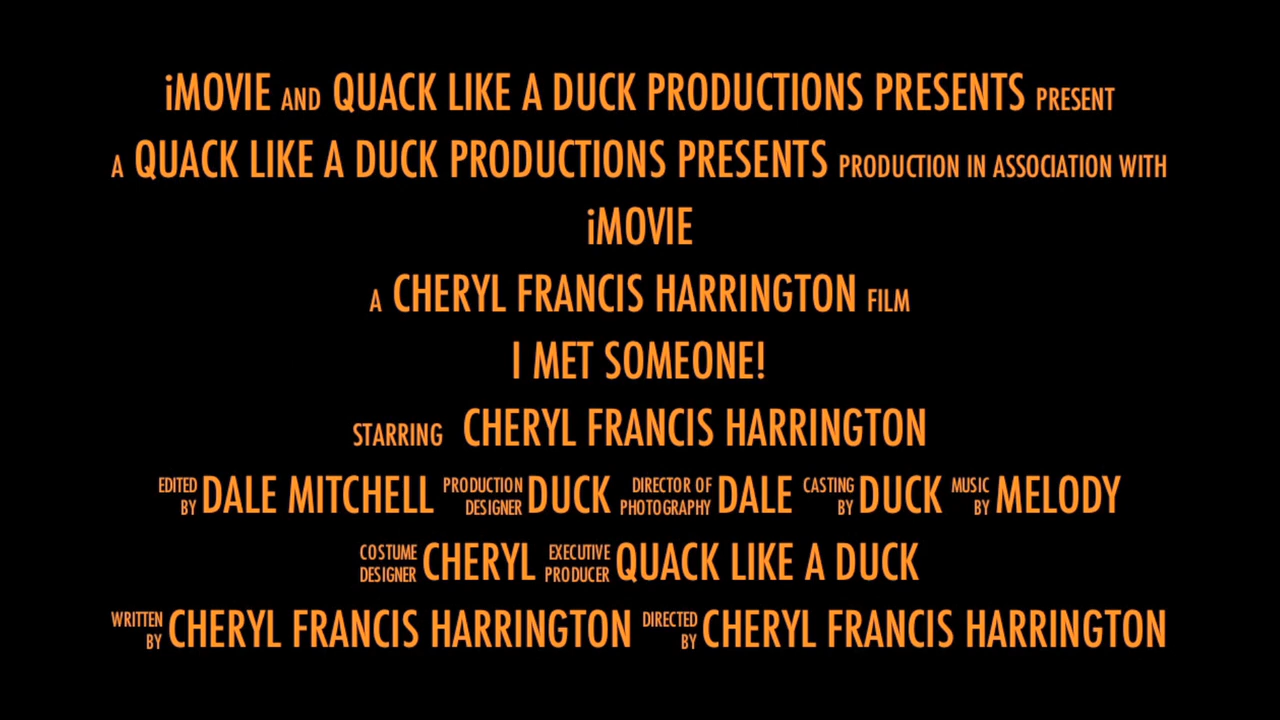 iMOVIE AND QUACK LIKE A DUCK PRODUCTIONS PRESENTS PRESENT
A QUACK LIKE A DUCK PRODUCTIONS PRESENTS PRODUCTION IN ASSOCIATION WITH
iMOVIE
A CHERYL FRANCIS HARRINGTON FILM
I MET SOMEONE!
STARRING CHERYL FRANCIS HARRINGTON
EDITED BY DALE MITCHELL PRODUCTION DESIGNER DUCK DIRECTOR OF PHOTOGRAPHY DALE CASTING BY DUCK MUSIC BY MELODY
COSTUME DESIGNER CHERYL EXECUTIVE PRODUCER QUACK LIKE A DUCK
WRITTEN BY CHERYL FRANCIS HARRINGTON DIRECTED BY CHERYL FRANCIS HARRINGTON